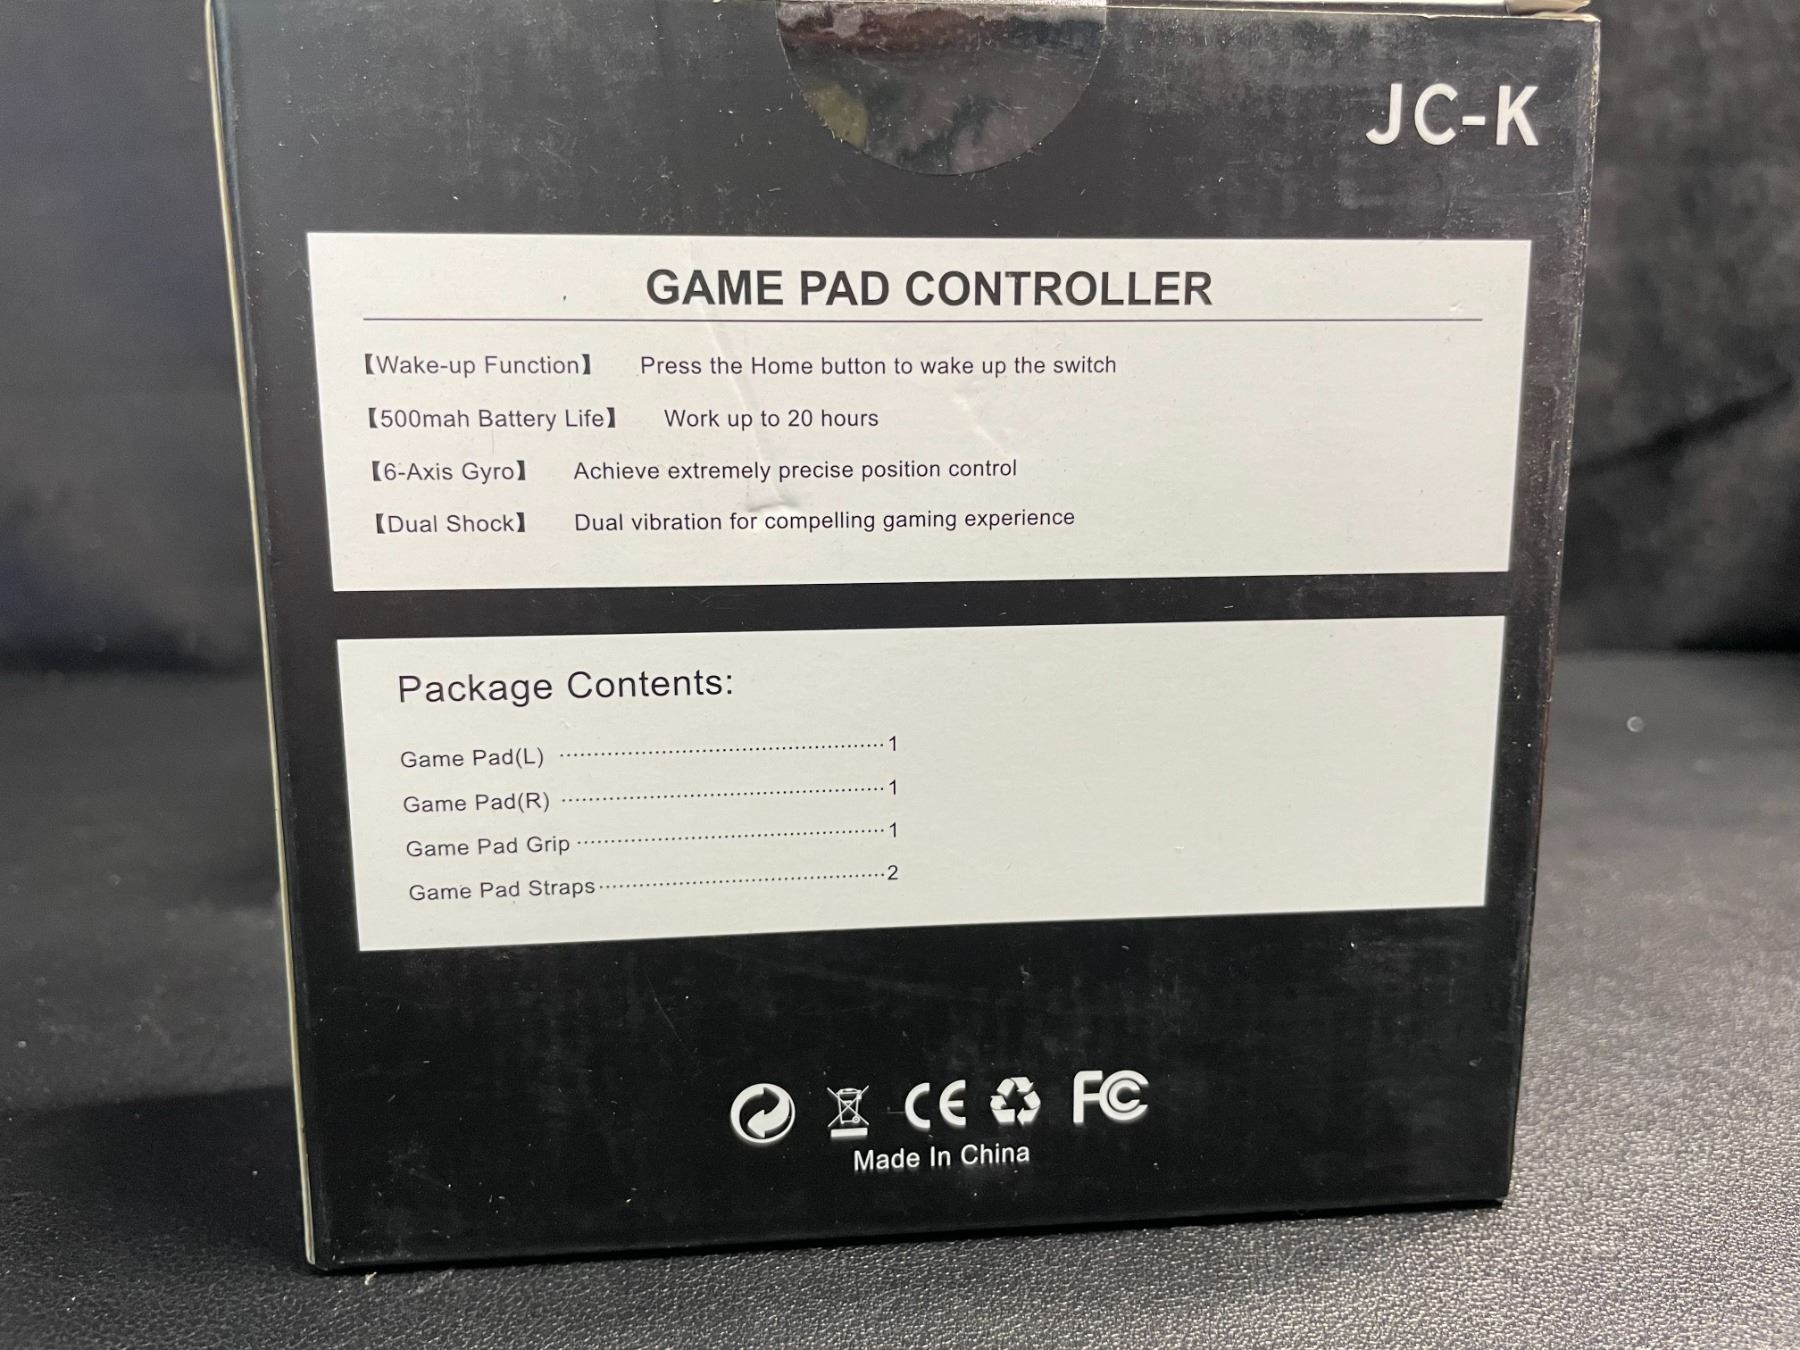 JC-K
GAME PAD CONTROLLER
【Wake-up Function】 Press the Home button to wake up the switch
【500mah Battery Life】 Work up to 20 hours
【6-Axis Gyro】 Achieve extremely precise position control
【Dual Shock】 Dual vibration for compelling gaming experience
Package Contents:
Game Pad(L) ································ 1
Game Pad(R) ································ 1
Game Pad Grip ································ 1
Game Pad Straps ································ 2
CE FC
Made In China